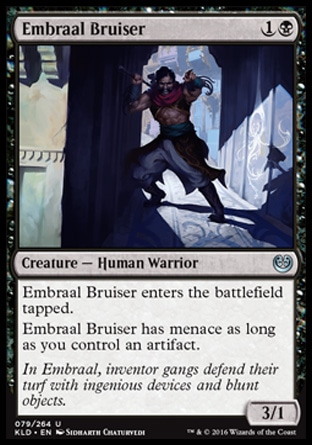 Embraal Bruiser 1
Creature — Human Warrior
Embraal Bruiser enters the battlefield
tapped.
Embraal Bruiser has menace as long
as you control an artifact.
In Embraal, inventor gangs defend their
turf with ingenious devices and blunt
objects.
3/1
079/264 U
KLD • EN Sidharth Chaturvedi ™ & © 2016 Wizards of the Coast